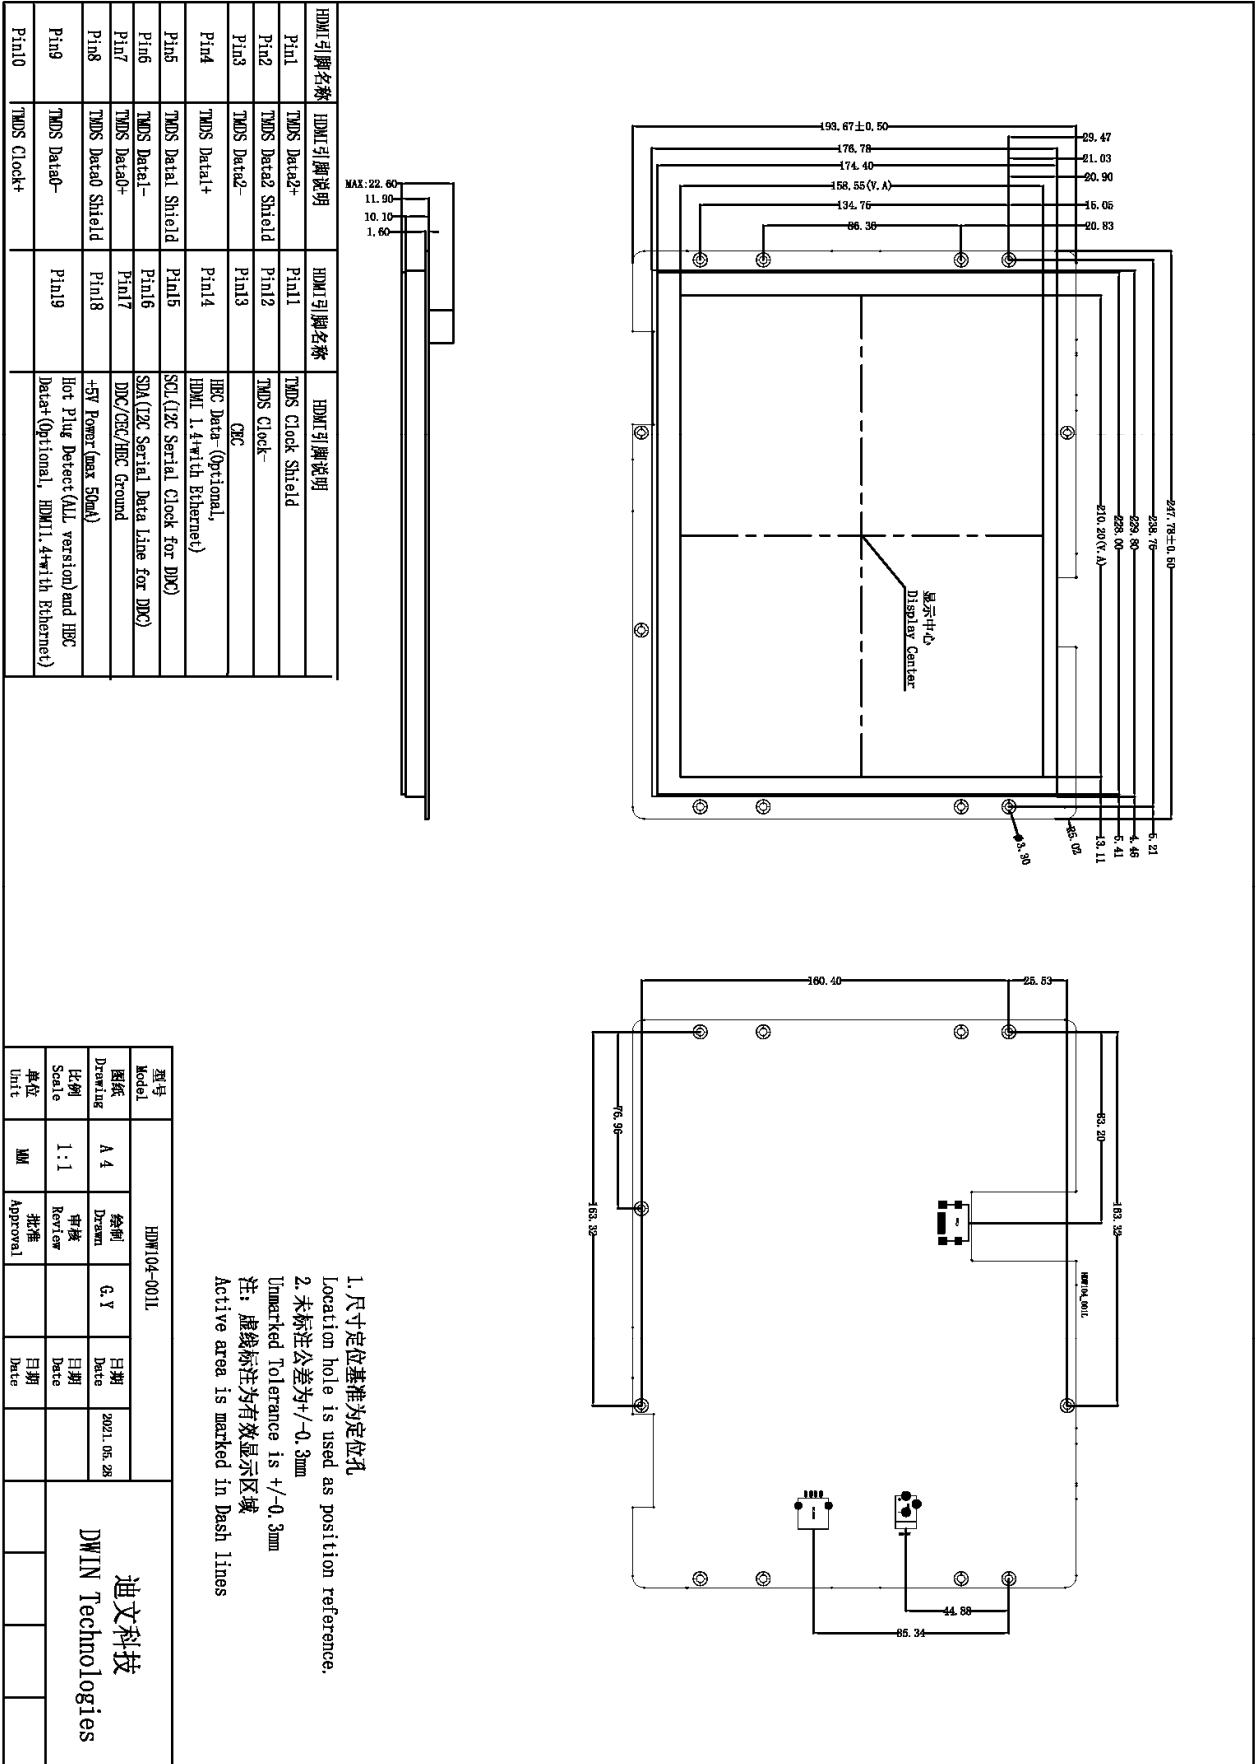 29.47
21.03
20.90
15.05
20.83
193.67±0.50
176.78
174.40
158.55(V.A)
134.75
86.36
247.78±0.50
238.76
229.80
228.00
210.20(V.A)
显示中心
Display Center
5.21
4.46
5.41
13.11
R5.02
MAX:22.60
11.90
10.10
1.60
160.40
25.53
163.32
83.20
76.96
163.32
44.88
85.34
HDW104_001L
HDMI引脚名称 HDMI引脚说明 HDMI引脚名称 HDMI引脚说明
Pin1 TMDS Data2+ Pin11 TMDS Clock Shield
Pin2 TMDS Data2 Shield Pin12 TMDS Clock-
Pin3 TMDS Data2- Pin13 CEC
Pin4 TMDS Data1+ Pin14 HEC Data-(Optional,
HDMI 1.4+with Ethernet)
Pin5 TMDS Data1 Shield Pin15 SCL(I2C Serial Clock for DDC)
Pin6 TMDS Data1- Pin16 SDA(I2C Serial Data Line for DDC)
Pin7 TMDS Data0+ Pin17 DDC/CEC/HEC Ground
Pin8 TMDS Data0 Shield Pin18 +5V Power(max 50mA)
Pin9 TMDS Data0- Pin19 Hot Plug Detect(ALL version)and HEC
Data+(Optional, HDMI1.4+with Ethernet)
Pin10 TMDS Clock+
1.尺寸定位基准为定位孔
Location hole is used as position reference.
2.未标注公差为+/-0.3mm
Unmarked Tolerance is +/-0.3mm
注：虚线标注为有效显示区域
Active area is marked in Dash lines
型号
Model
HDW104-001L
图纸
Drawing
A 4
绘制
Drawn
G.Y
日期
Date
2021.05.28
比例
Scale
1:1
审核
Review
日期
Date
单位
Unit
MM
批准
Approval
日期
Date
迪文科技
DWIN Technologies